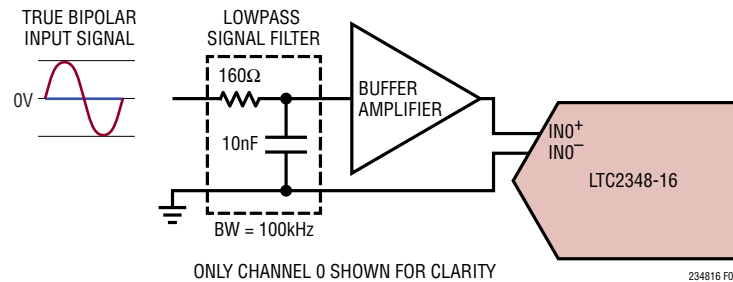 TRUE BIPOLAR
INPUT SIGNAL
0V
LOWPASS
SIGNAL FILTER
160Ω
10nF
BW = 100kHz
BUFFER
AMPLIFIER
IN0+
IN0–
LTC2348-16
ONLY CHANNEL 0 SHOWN FOR CLARITY
234816 F0